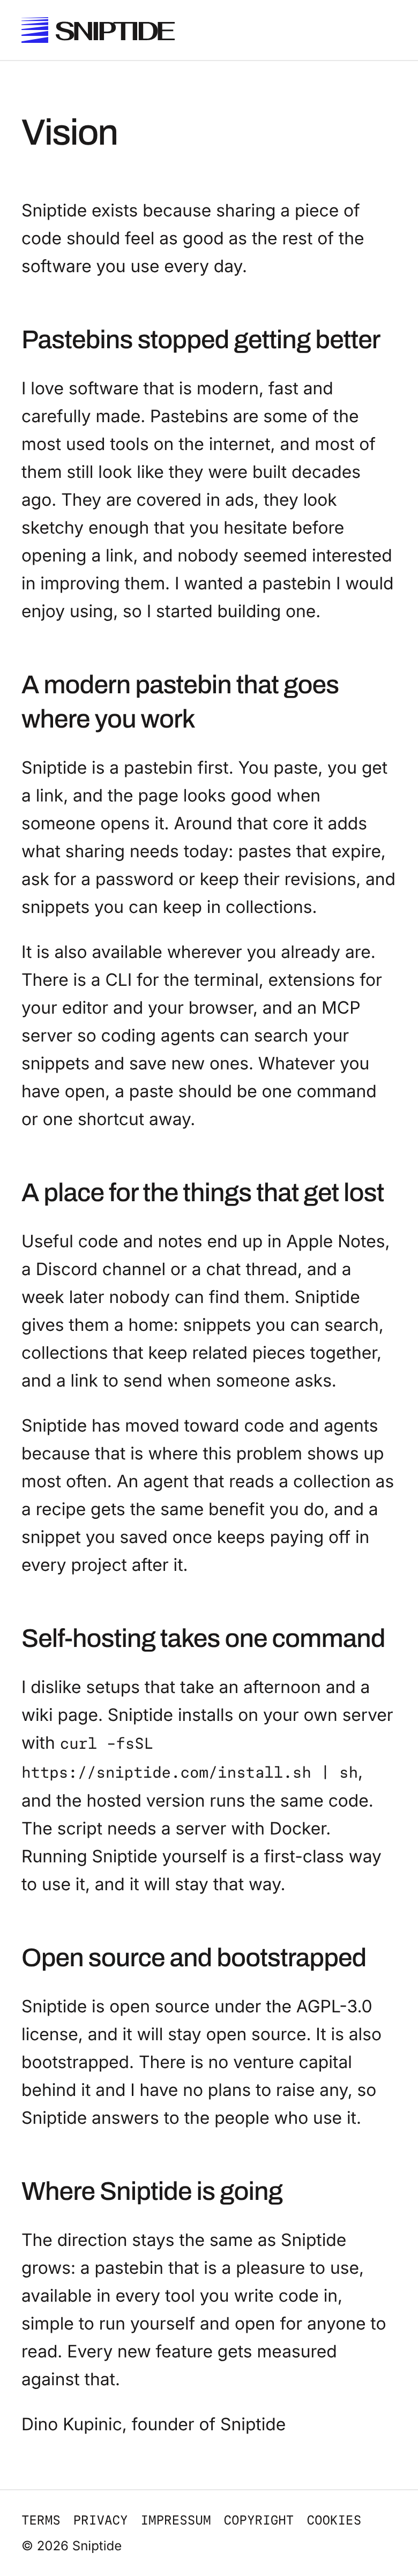 SNIPTIDE
Vision
Sniptide exists because sharing a piece of
code should feel as good as the rest of the
software you use every day.
Pastebins stopped getting better
I love software that is modern, fast and
carefully made. Pastebins are some of the
most used tools on the internet, and most of
them still look like they were built decades
ago. They are covered in ads, they look
sketchy enough that you hesitate before
opening a link, and nobody seemed interested
in improving them. I wanted a pastebin I would
enjoy using, so I started building one.
A modern pastebin that goes
where you work
Sniptide is a pastebin first. You paste, you get
a link, and the page looks good when
someone opens it. Around that core it adds
what sharing needs today: pastes that expire,
ask for a password or keep their revisions, and
snippets you can keep in collections.
It is also available wherever you already are.
There is a CLI for the terminal, extensions for
your editor and your browser, and an MCP
server so coding agents can search your
snippets and save new ones. Whatever you
have open, a paste should be one command
or one shortcut away.
A place for the things that get lost
Useful code and notes end up in Apple Notes,
a Discord channel or a chat thread, and a
week later nobody can find them. Sniptide
gives them a home: snippets you can search,
collections that keep related pieces together,
and a link to send when someone asks.
Sniptide has moved toward code and agents
because that is where this problem shows up
most often. An agent that reads a collection as
a recipe gets the same benefit you do, and a
snippet you saved once keeps paying off in
every project after it.
Self-hosting takes one command
I dislike setups that take an afternoon and a
wiki page. Sniptide installs on your own server
with curl -fsSL
https://sniptide.com/install.sh | sh,
and the hosted version runs the same code.
The script needs a server with Docker.
Running Sniptide yourself is a first-class way
to use it, and it will stay that way.
Open source and bootstrapped
Sniptide is open source under the AGPL-3.0
license, and it will stay open source. It is also
bootstrapped. There is no venture capital
behind it and I have no plans to raise any, so
Sniptide answers to the people who use it.
Where Sniptide is going
The direction stays the same as Sniptide
grows: a pastebin that is a pleasure to use,
available in every tool you write code in,
simple to run yourself and open for anyone to
read. Every new feature gets measured
against that.
Dino Kupinic, founder of Sniptide
TERMS PRIVACY IMPRESSUM COPYRIGHT COOKIES
© 2026 Sniptide